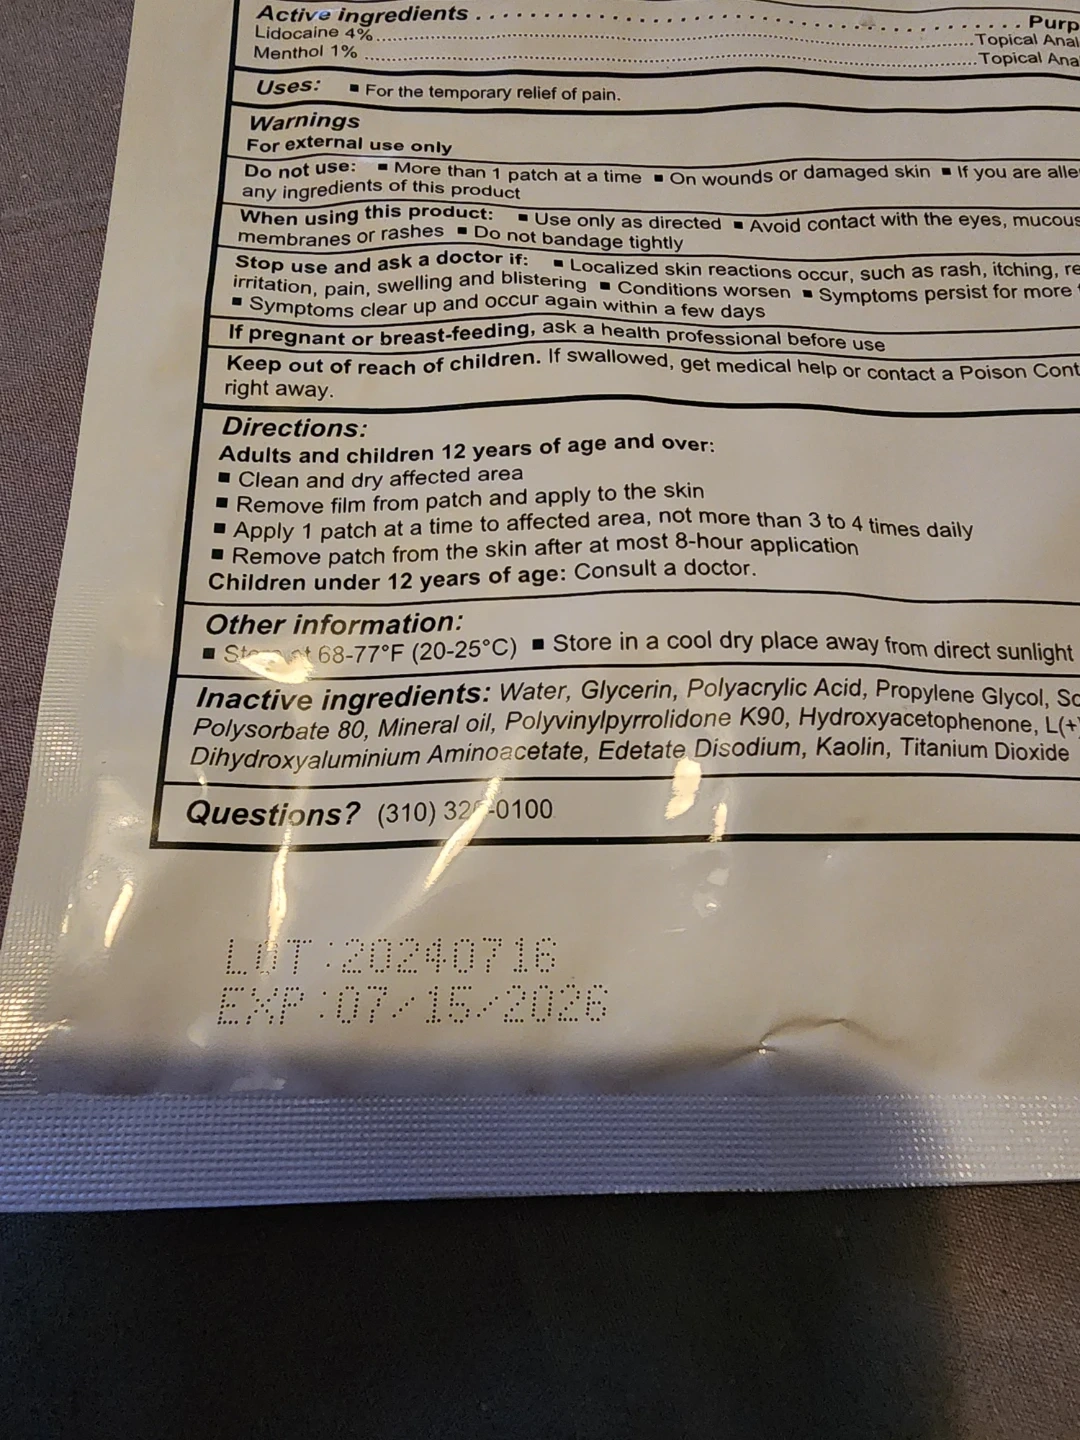 Active ingredients ........................................ Purp
Lidocaine 4% ........................................ Topical Anal
Menthol 1% ........................................ Topical Ana
Uses: ▪ For the temporary relief of pain.
Warnings
For external use only
Do not use: ▪ More than 1 patch at a time ▪ On wounds or damaged skin ▪ If you are alle
any ingredients of this product
When using this product: ▪ Use only as directed ▪ Avoid contact with the eyes, mucous
membranes or rashes ▪ Do not bandage tightly
Stop use and ask a doctor if: ▪ Localized skin reactions occur, such as rash, itching, re
irritation, pain, swelling and blistering ▪ Conditions worsen ▪ Symptoms persist for more
▪ Symptoms clear up and occur again within a few days
If pregnant or breast-feeding, ask a health professional before use
Keep out of reach of children. If swallowed, get medical help or contact a Poison Cont
right away.
Directions:
Adults and children 12 years of age and over:
▪ Clean and dry affected area
▪ Remove film from patch and apply to the skin
▪ Apply 1 patch at a time to affected area, not more than 3 to 4 times daily
▪ Remove patch from the skin after at most 8-hour application
Children under 12 years of age: Consult a doctor.
Other information:
▪ Store at 68-77°F (20-25°C) ▪ Store in a cool dry place away from direct sunlight
Inactive ingredients: Water, Glycerin, Polyacrylic Acid, Propylene Glycol, So
Polysorbate 80, Mineral oil, Polyvinylpyrrolidone K90, Hydroxyacetophenone, L(+)
Dihydroxyaluminium Aminoacetate, Edetate Disodium, Kaolin, Titanium Dioxide
Questions? (310)
LOT:20240716
EXP:07/15/2026